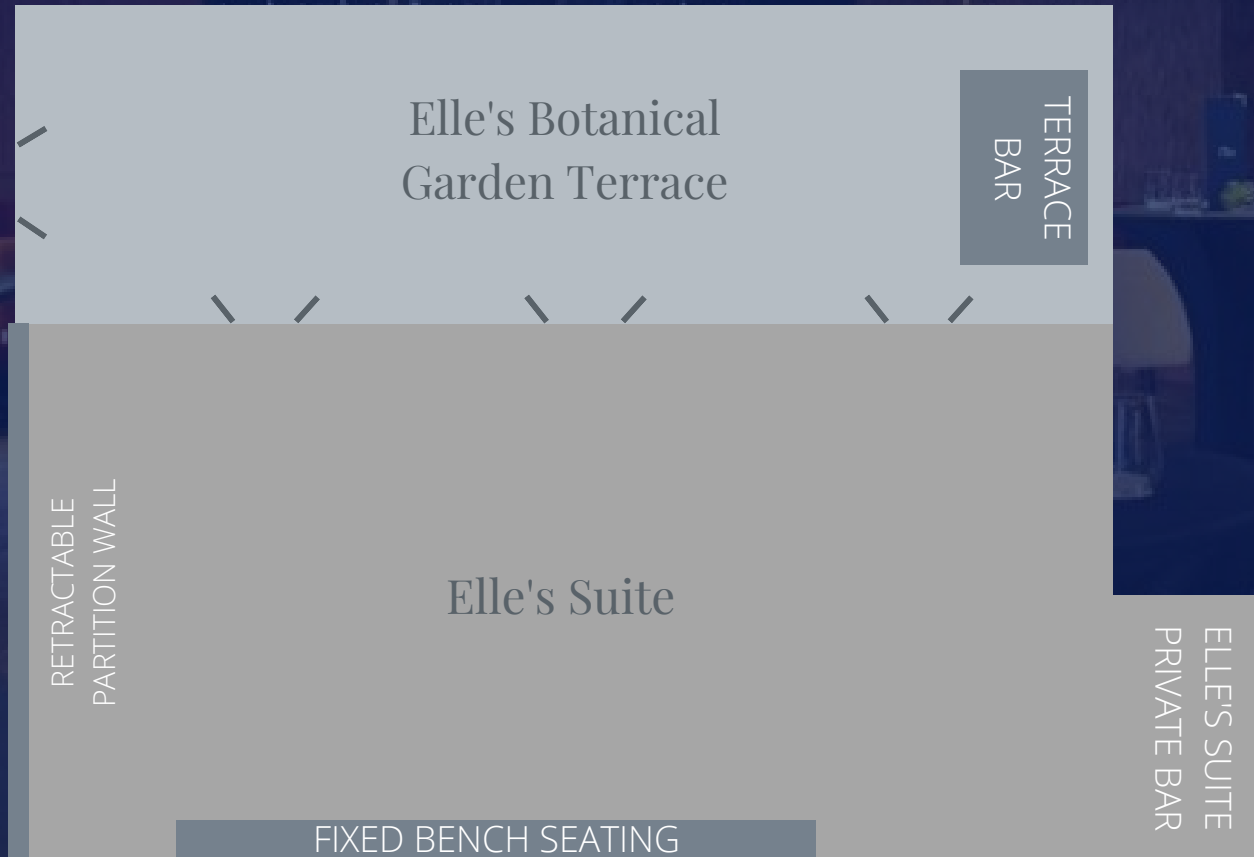 Elle's Botanical
Garden Terrace
TERRACE
BAR
RETRACTABLE
PARTITION WALL
Elle's Suite
ELLE'S SUITE
PRIVATE BAR
FIXED BENCH SEATING